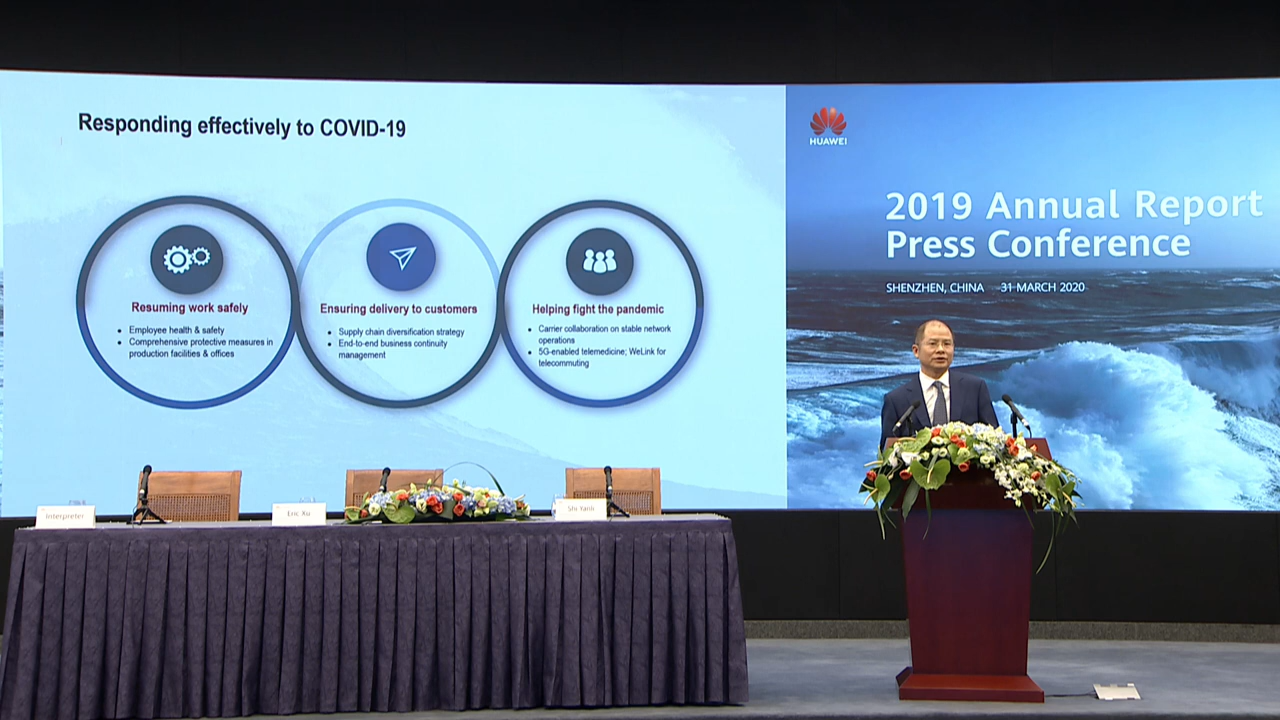 Responding effectively to COVID-19
Resuming work safely
• Employee health & safety
• Comprehensive protective measures in
production facilities & offices
Ensuring delivery to customers
• Supply chain diversification strategy
• End-to-end business continuity
management
Helping fight the pandemic
• Carrier collaboration on stable network
operations
• 5G-enabled telemedicine; WeLink for
telecommuting
HUAWEI
2019 Annual Report
Press Conference
SHENZHEN, CHINA 31 MARCH 2020
Interpreter
Eric Xu
Shi Yanli